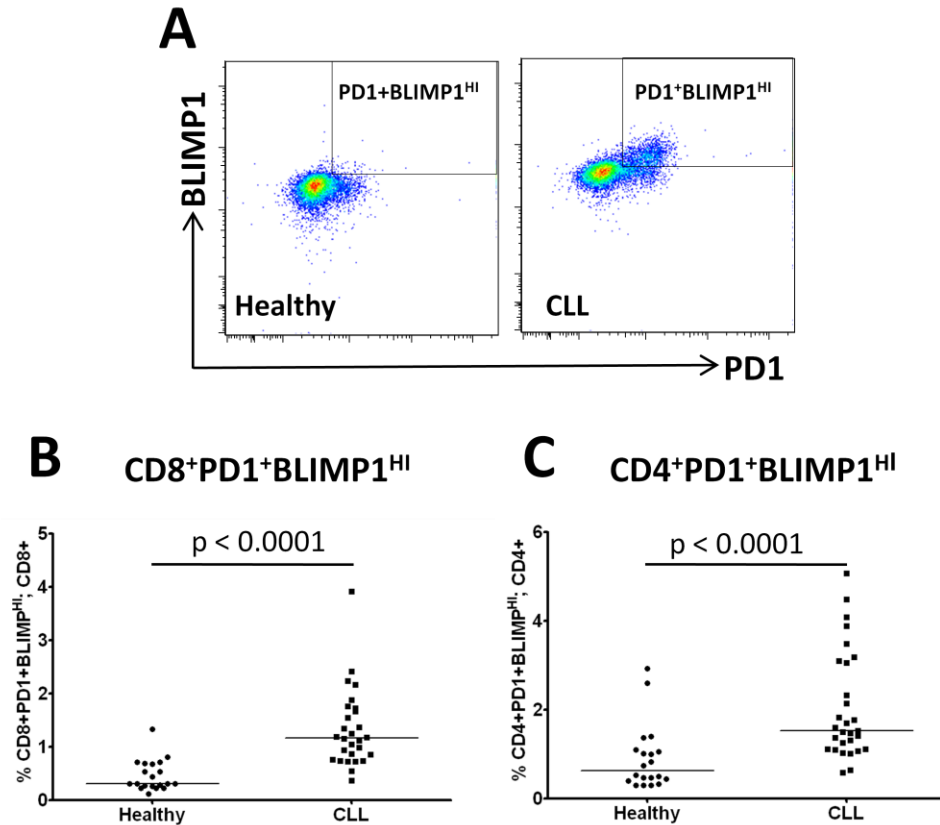 A
PD1+BLIMP1ᴴᴵ
PD1⁺BLIMP1ᴴᴵ
BLIMP1
Healthy
CLL
PD1
B
CD8⁺PD1⁺BLIMP1ᴴᴵ
C
CD4⁺PD1⁺BLIMP1ᴴᴵ
% CD8+PD1+BLIMPᴴᴵ; CD8+
5
4
3
2
1
0
p < 0.0001
Healthy
CLL
% CD4+PD1+BLIMPᴴᴵ; CD4+
6
4
2
0
p < 0.0001
Healthy
CLL